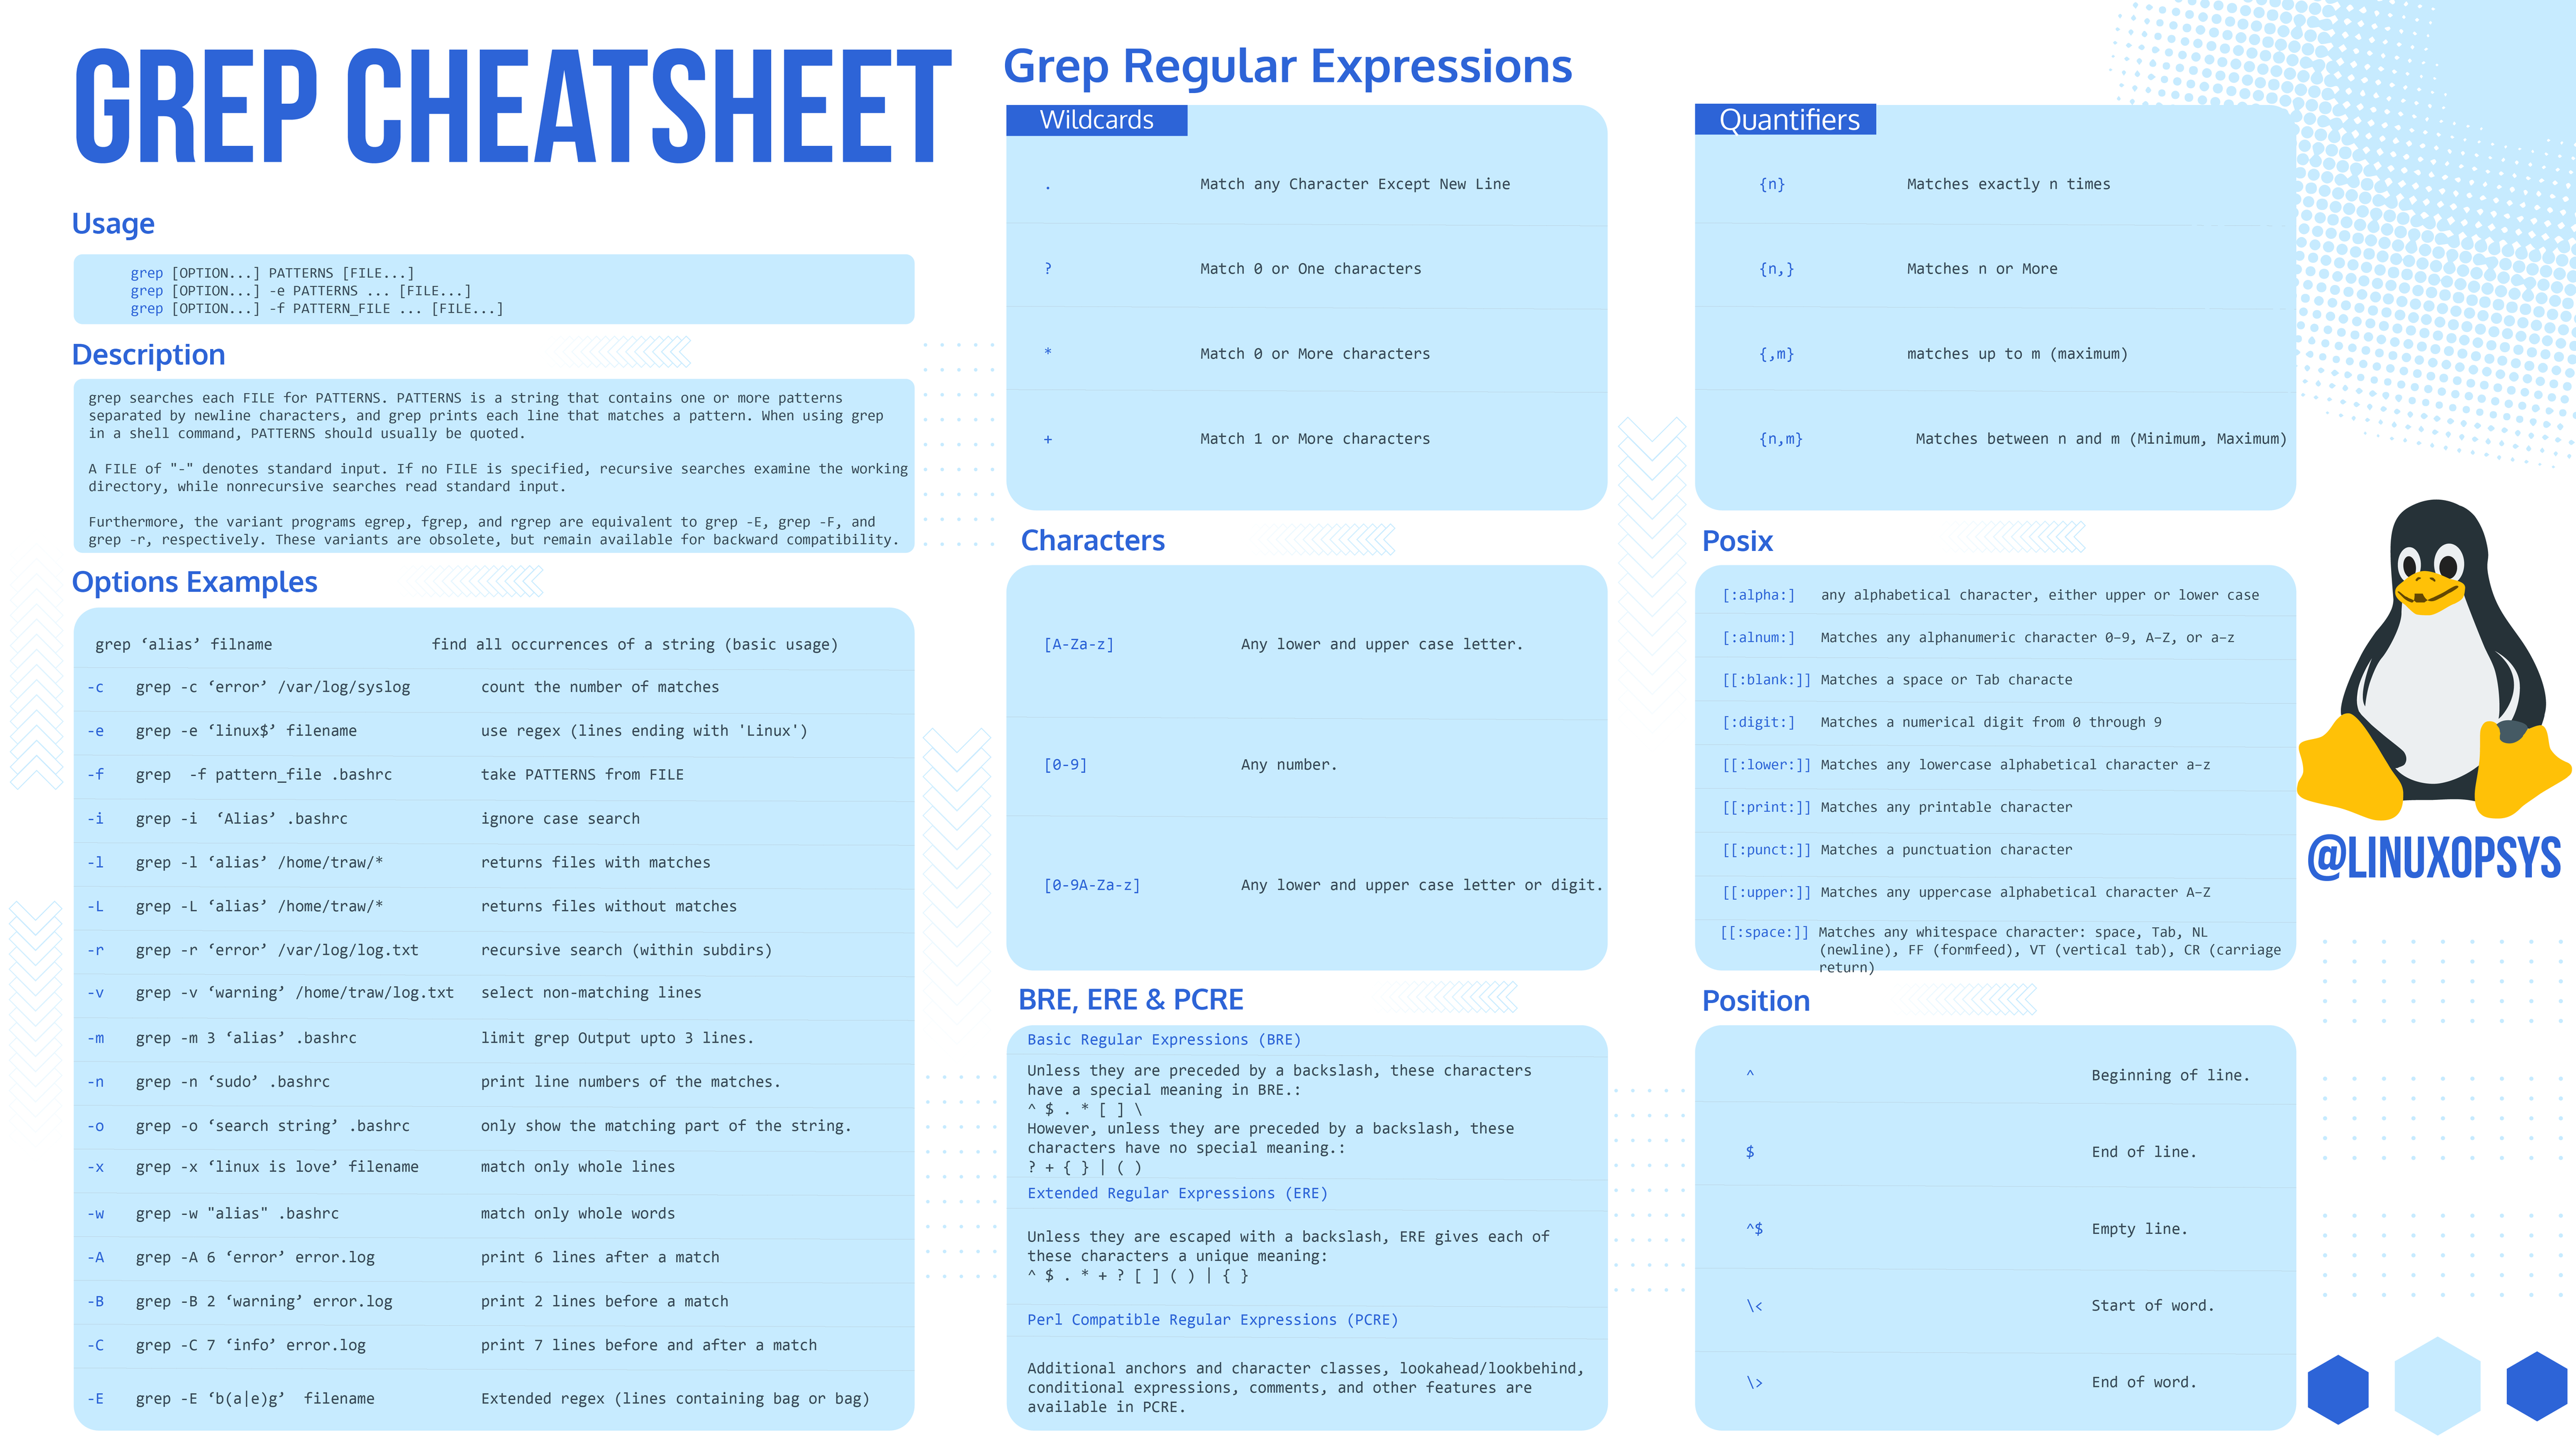 GREP CHEATSHEET
Usage
grep [OPTION...] PATTERNS [FILE...]
grep [OPTION...] -e PATTERNS ... [FILE...]
grep [OPTION...] -f PATTERN_FILE ... [FILE...]
Description
grep searches each FILE for PATTERNS. PATTERNS is a string that contains one or more patterns
separated by newline characters, and grep prints each line that matches a pattern. When using grep
in a shell command, PATTERNS should usually be quoted.
A FILE of "-" denotes standard input. If no FILE is specified, recursive searches examine the working
directory, while nonrecursive searches read standard input.
Furthermore, the variant programs egrep, fgrep, and rgrep are equivalent to grep -E, grep -F, and
grep -r, respectively. These variants are obsolete, but remain available for backward compatibility.
Options Examples
grep ‘alias’ filname find all occurrences of a string (basic usage)
-c grep -c ‘error’ /var/log/syslog count the number of matches
-e grep -e ‘linux$’ filename use regex (lines ending with 'Linux')
-f grep -f pattern_file .bashrc take PATTERNS from FILE
-i grep -i ‘Alias’ .bashrc ignore case search
-l grep -l ‘alias’ /home/traw/* returns files with matches
-L grep -L ‘alias’ /home/traw/* returns files without matches
-r grep -r ‘error’ /var/log/log.txt recursive search (within subdirs)
-v grep -v ‘warning’ /home/traw/log.txt select non-matching lines
-m grep -m 3 ‘alias’ .bashrc limit grep Output upto 3 lines.
-n grep -n ‘sudo’ .bashrc print line numbers of the matches.
-o grep -o ‘search string’ .bashrc only show the matching part of the string.
-x grep -x ‘linux is love’ filename match only whole lines
-w grep -w "alias" .bashrc match only whole words
-A grep -A 6 ‘error’ error.log print 6 lines after a match
-B grep -B 2 ‘warning’ error.log print 2 lines before a match
-C grep -C 7 ‘info’ error.log print 7 lines before and after a match
-E grep -E ‘b(a|e)g’ filename Extended regex (lines containing bag or bag)
Grep Regular Expressions
Wildcards
. Match any Character Except New Line
? Match 0 or One characters
* Match 0 or More characters
+ Match 1 or More characters
Characters
[A-Za-z] Any lower and upper case letter.
[0-9] Any number.
[0-9A-Za-z] Any lower and upper case letter or digit.
BRE, ERE & PCRE
Basic Regular Expressions (BRE)
Unless they are preceded by a backslash, these characters
have a special meaning in BRE.:
^ $ . * [ ] \
However, unless they are preceded by a backslash, these
characters have no special meaning.:
? + { } | ( )
Extended Regular Expressions (ERE)
Unless they are escaped with a backslash, ERE gives each of
these characters a unique meaning:
^ $ . * + ? [ ] ( ) | { }
Perl Compatible Regular Expressions (PCRE)
Additional anchors and character classes, lookahead/lookbehind,
conditional expressions, comments, and other features are
available in PCRE.
Quantifiers
{n} Matches exactly n times
{n,} Matches n or More
{,m} matches up to m (maximum)
{n,m} Matches between n and m (Minimum, Maximum)
Posix
[:alpha:] any alphabetical character, either upper or lower case
[:alnum:] Matches any alphanumeric character 0–9, A–Z, or a–z
[[:blank:]] Matches a space or Tab characte
[:digit:] Matches a numerical digit from 0 through 9
[[:lower:]] Matches any lowercase alphabetical character a–z
[[:print:]] Matches any printable character
[[:punct:]] Matches a punctuation character
[[:upper:]] Matches any uppercase alphabetical character A–Z
[[:space:]] Matches any whitespace character: space, Tab, NL
(newline), FF (formfeed), VT (vertical tab), CR (carriage
return)
Position
^ Beginning of line.
$ End of line.
^$ Empty line.
\< Start of word.
\> End of word.
@LINUXOPSYS